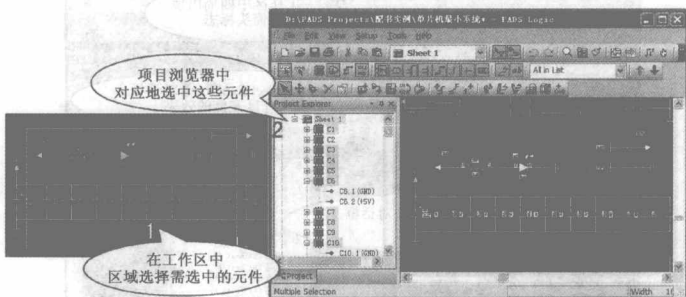 D:\PADS Projects\配书实例\单片机最小系统* - PADS Logic
File Edit View Setup Tools Help
Sheet 1
All in List
项目浏览器中
对应地选中这些元件
Project Explorer
2
Sheet 1
C1
C2
C3
C4
C5
C6
C6.1(GND)
C6.2(+5V)
C7
C8
C9
C10
C10.1(GND)
1
在工作区中
区域选择需选中的元件
Project
Multiple Selection
Width